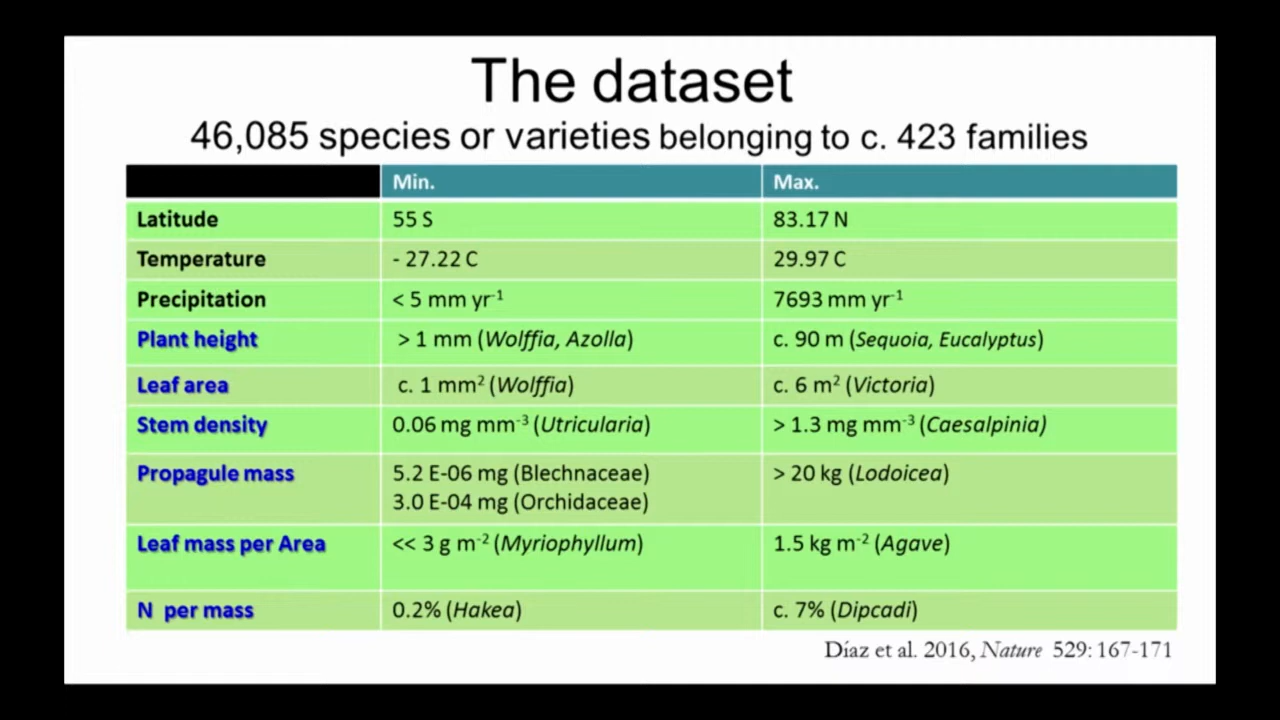 The dataset
46,085 species or varieties belonging to c. 423 families
Min. Max.
Latitude 55 S 83.17 N
Temperature - 27.22 C 29.97 C
Precipitation < 5 mm yr⁻¹ 7693 mm yr⁻¹
Plant height > 1 mm (Wolffia, Azolla) c. 90 m (Sequoia, Eucalyptus)
Leaf area c. 1 mm² (Wolffia) c. 6 m² (Victoria)
Stem density 0.06 mg mm⁻³ (Utricularia) > 1.3 mg mm⁻³ (Caesalpinia)
Propagule mass 5.2 E-06 mg (Blechnaceae) > 20 kg (Lodoicea)
3.0 E-04 mg (Orchidaceae)
Leaf mass per Area << 3 g m⁻² (Myriophyllum) 1.5 kg m⁻² (Agave)
N per mass 0.2% (Hakea) c. 7% (Dipcadi)
Díaz et al. 2016, Nature 529: 167-171